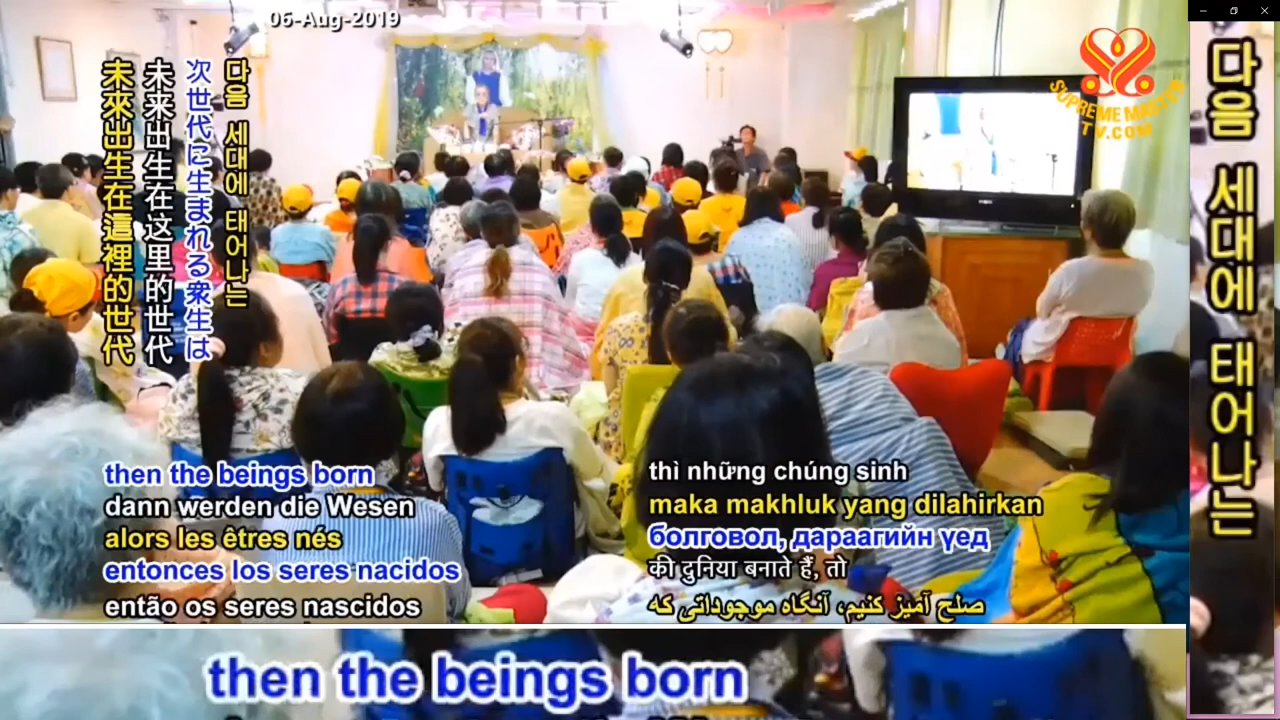 06-Aug-2019
SUPREME MASTER
TV.COM
다음 세대에 태어나는
次世代に生まれる衆生は
未来出生在这里的世代
未來出生在這裡的世代
then the beings born
dann werden die Wesen
alors les êtres nés
entonces los seres nacidos
então os seres nascidos
thì những chúng sinh
maka makhluk yang dilahirkan
болговол, дараагийн үед
की दुनिया बनाते हैं, तो
صلح آمیز کنیم، آنگاه موجوداتی که
then the beings born
다음 세대에 태어나는